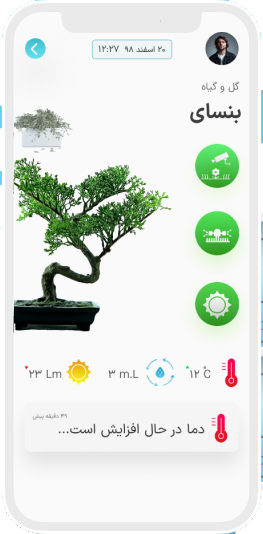 ۲۰ اسفند ۹۸ ۱۲:۲۷
گل و گیاه
بنسای
۱۲ C
۳ m.L
۲۳ Lm
۴۹ دقیقه پیش
دما در حال افزایش است...